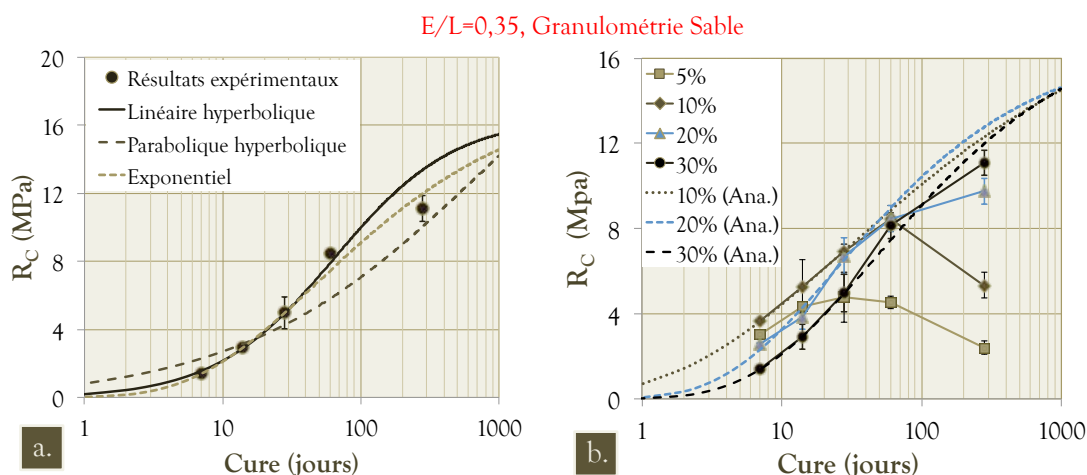 E/L=0,35, Granulométrie Sable
20
16
12
8
4
0
R_C (MPa)
Résultats expérimentaux
Linéaire hyperbolique
Parabolique hyperbolique
Exponentiel
1 10 100 1000
Cure (jours)
a.
16
12
8
4
0
R_C (Mpa)
5%
10%
20%
30%
10% (Ana.)
20% (Ana.)
30% (Ana.)
1 10 100 1000
Cure (jours)
b.